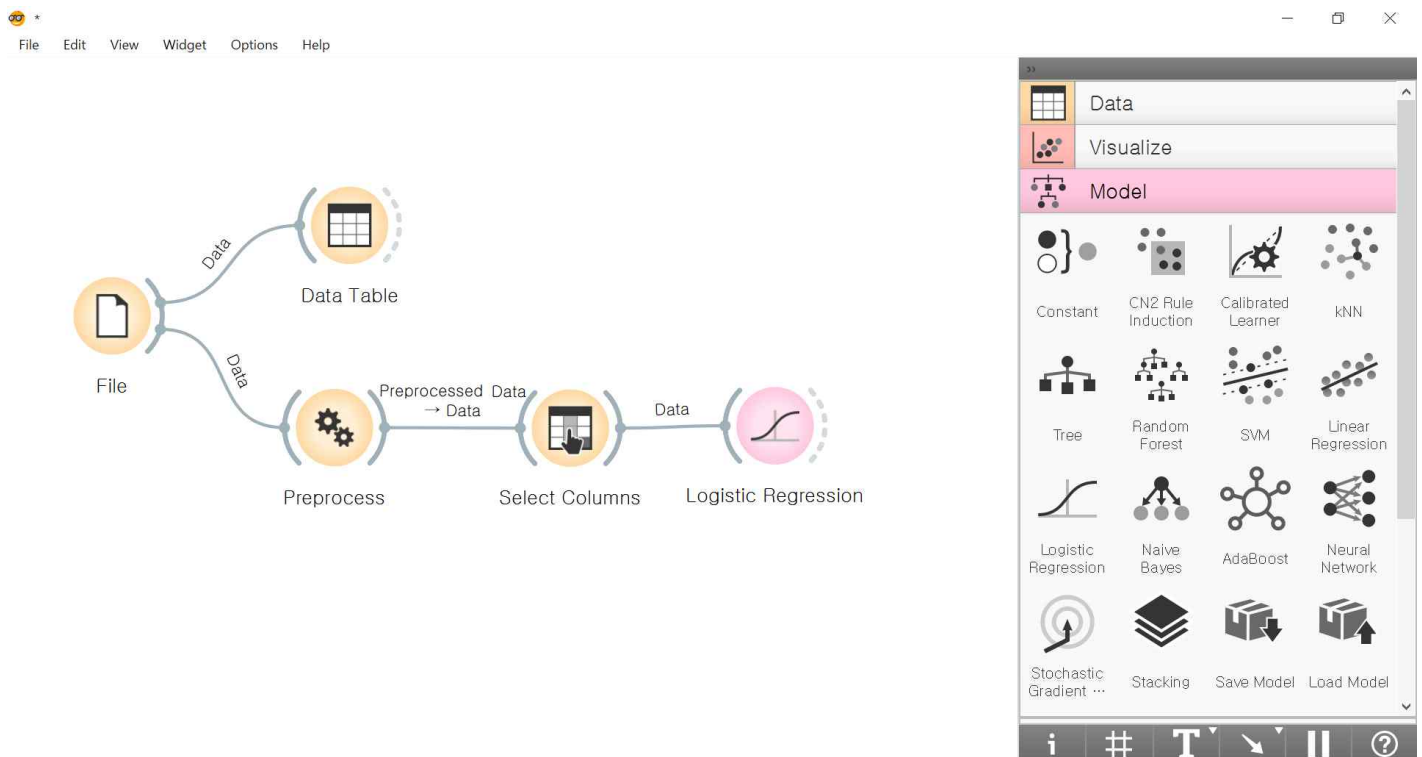 *
File Edit View Widget Options Help
Data
Visualize
Model
Data
Data Table
File
Data
Preprocessed Data
→ Data
Data
Preprocess
Select Columns
Logistic Regression
Constant
CN2 Rule
Induction
Calibrated
Learner
kNN
Tree
Random
Forest
SVM
Linear
Regression
Logistic
Regression
Naive
Bayes
AdaBoost
Neural
Network
Stochastic
Gradient ...
Stacking
Save Model
Load Model